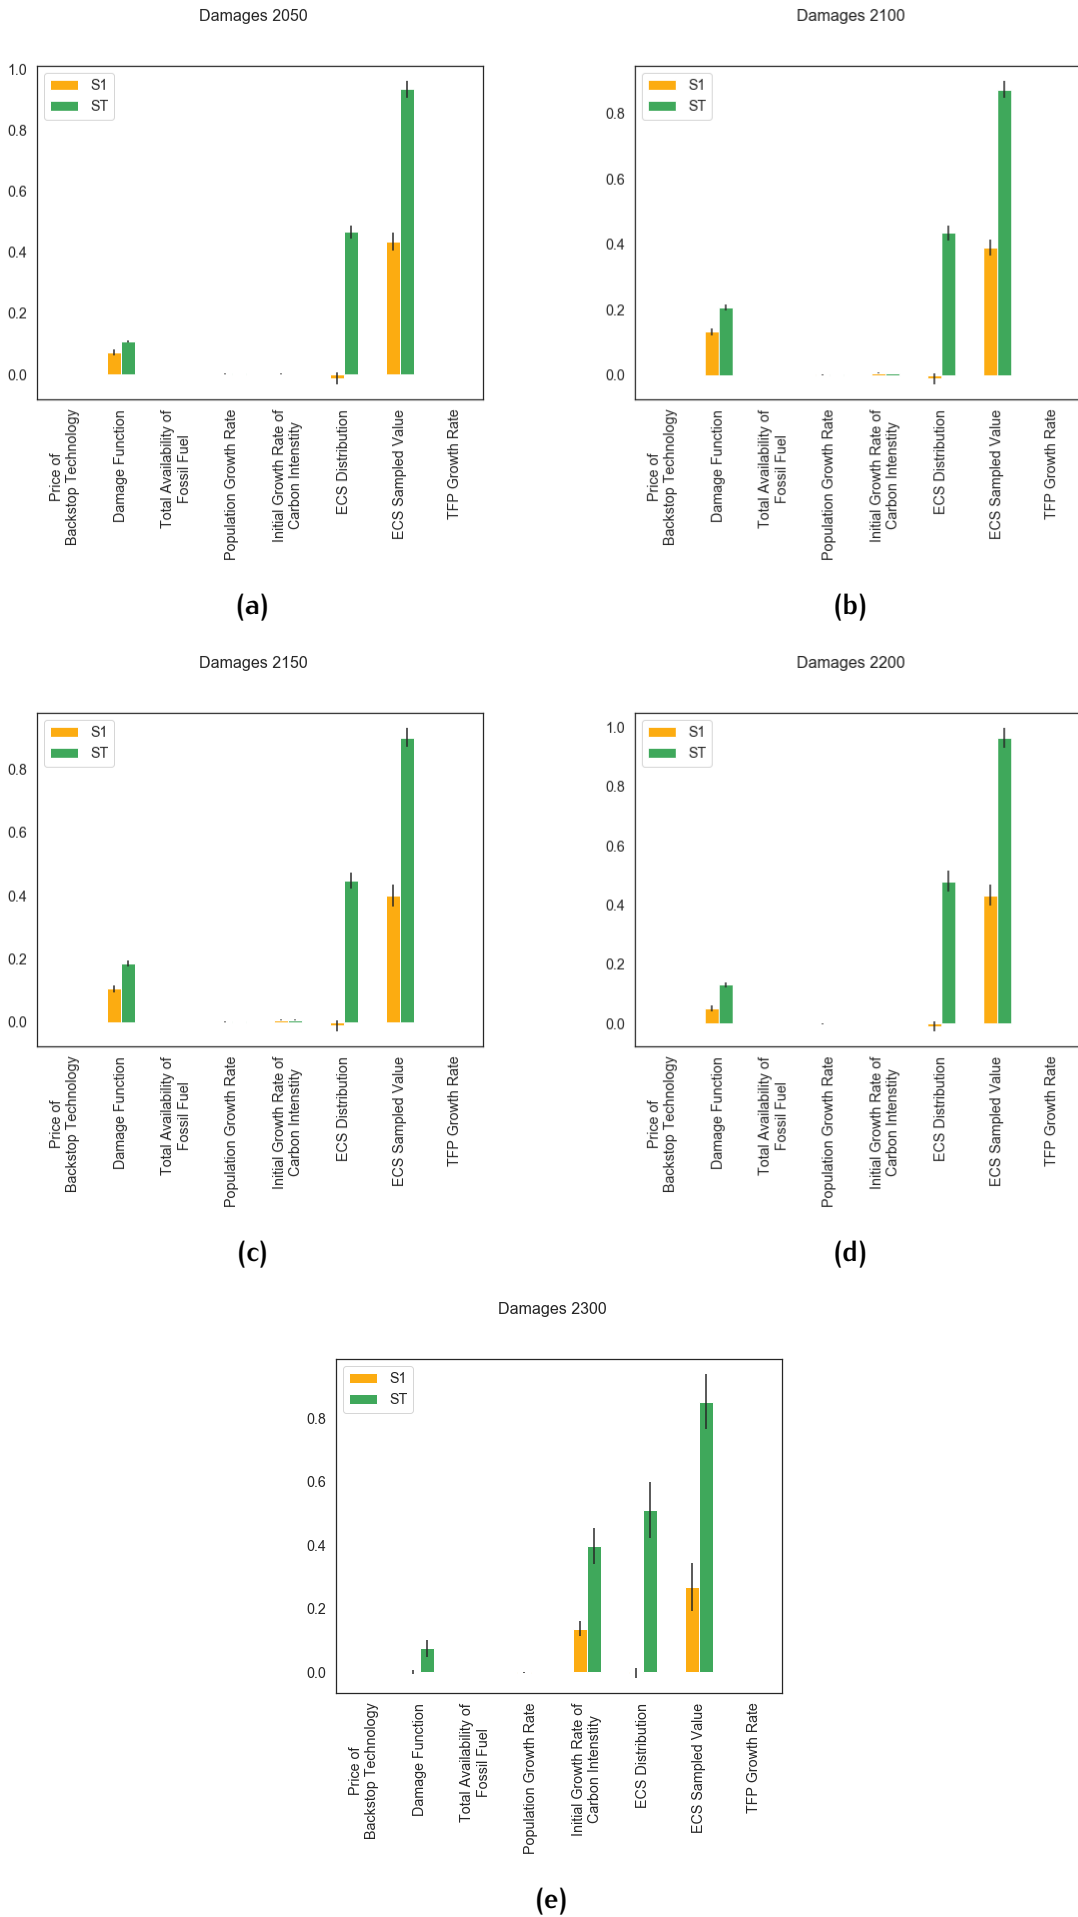 Damages 2050
S1
ST
1.0
0.8
0.6
0.4
0.2
0.0
Price of
Backstop Technology
Damage Function
Total Availability of
Fossil Fuel
Population Growth Rate
Initial Growth Rate of
Carbon Intenstity
ECS Distribution
ECS Sampled Value
TFP Growth Rate
(a)
Damages 2100
S1
ST
0.8
0.6
0.4
0.2
0.0
Price of
Backstop Technology
Damage Function
Total Availability of
Fossil Fuel
Population Growth Rate
Initial Growth Rate of
Carbon Intenstity
ECS Distribution
ECS Sampled Value
TFP Growth Rate
(b)
Damages 2150
S1
ST
0.8
0.6
0.4
0.2
0.0
Price of
Backstop Technology
Damage Function
Total Availability of
Fossil Fuel
Population Growth Rate
Initial Growth Rate of
Carbon Intenstity
ECS Distribution
ECS Sampled Value
TFP Growth Rate
(c)
Damages 2200
S1
ST
1.0
0.8
0.6
0.4
0.2
0.0
Price of
Backstop Technology
Damage Function
Total Availability of
Fossil Fuel
Population Growth Rate
Initial Growth Rate of
Carbon Intenstity
ECS Distribution
ECS Sampled Value
TFP Growth Rate
(d)
Damages 2300
S1
ST
0.8
0.6
0.4
0.2
0.0
Price of
Backstop Technology
Damage Function
Total Availability of
Fossil Fuel
Population Growth Rate
Initial Growth Rate of
Carbon Intenstity
ECS Distribution
ECS Sampled Value
TFP Growth Rate
(e)